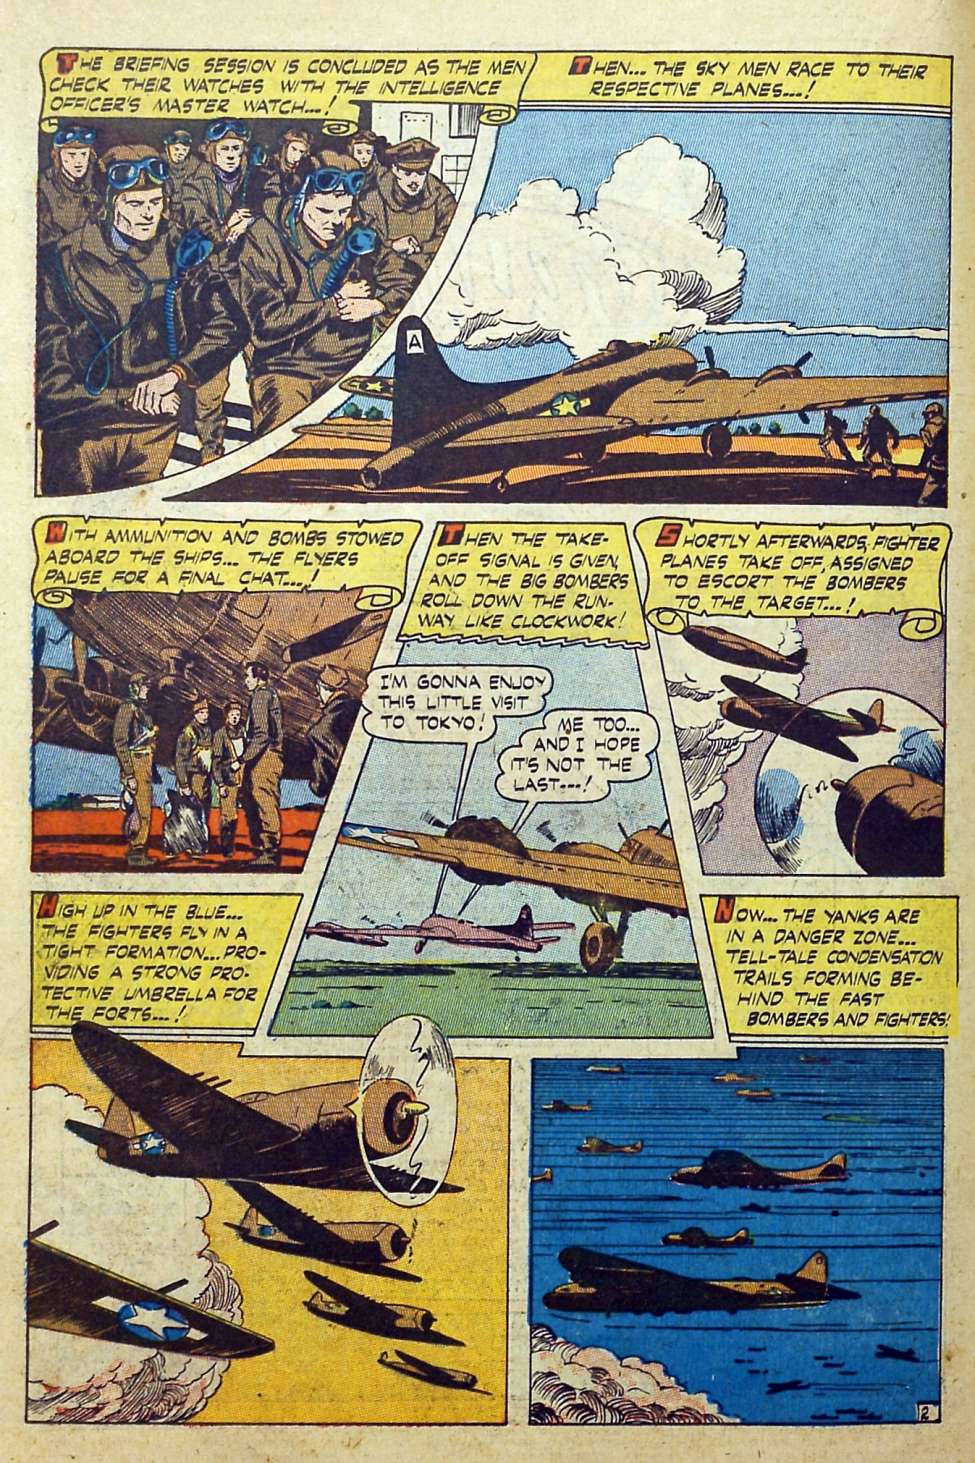 THE BRIEFING SESSION IS CONCLUDED AS THE MEN
CHECK THEIR WATCHES WITH THE INTELLIGENCE
OFFICER'S MASTER WATCH...!
THEN... THE SKY MEN RACE TO THEIR
RESPECTIVE PLANES...!
A
WITH AMMUNITION AND BOMBS STOWED
ABOARD THE SHIPS... THE FLYERS
PAUSE FOR A FINAL CHAT...!
THEN THE TAKE-
OFF SIGNAL IS GIVEN,
AND THE BIG BOMBERS
ROLL DOWN THE RUN-
WAY LIKE CLOCKWORK!
I'M GONNA ENJOY
THIS LITTLE VISIT
TO TOKYO!
ME TOO...
AND I HOPE
IT'S NOT THE
LAST...!
SHORTLY AFTERWARDS, FIGHTER
PLANES TAKE OFF, ASSIGNED
TO ESCORT THE BOMBERS
TO THE TARGET...!
HIGH UP IN THE BLUE...
THE FIGHTERS FLY IN A
TIGHT FORMATION... PRO-
VIDING A STRONG PRO-
TECTIVE UMBRELLA FOR
THE FORTS...!
NOW... THE YANKS ARE
IN A DANGER ZONE...
TELL-TALE CONDENSATON
TRAILS FORMING BE-
HIND THE FAST
BOMBERS AND FIGHTERS!
2